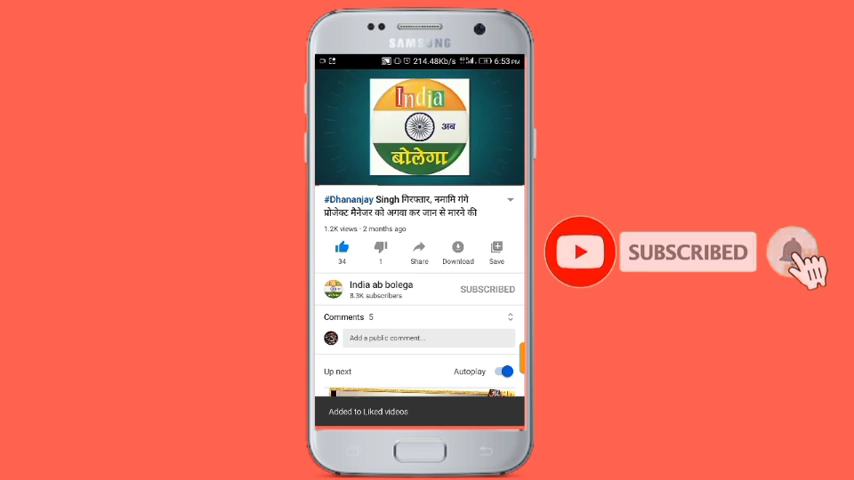 SAMSUNG
214.48Kb/s 6:53 PM
India
अब
बोलेगा
#Dhananjay Singh गिरफ्तार, नमामि गंगे
प्रोजेक्ट मैनेजर को अगवा कर जान से मारने की
1.2K views · 2 months ago
34
1
Share
Download
Save
India ab bolega
8.3K subscribers
SUBSCRIBED
Comments 5
Add a public comment...
Up next
Autoplay
Added to Liked videos
SUBSCRIBED